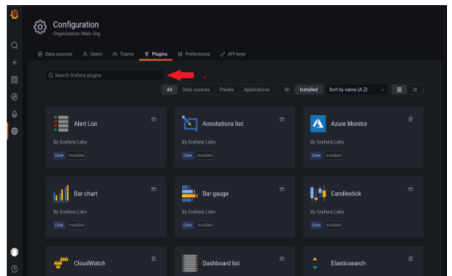 Configuration
Organization: Main Org.
Data sources Users Teams Plugins Preferences API keys
Search Grafana plugins
All Data sources Panels Applications All Installed Sort by name (A-Z)
Alert List Annotations list Azure Monitor
By Grafana Labs By Grafana Labs By Grafana Labs
Core Installed Core Installed Core Installed
Bar chart Bar gauge Candlestick
By Grafana Labs By Grafana Labs By Grafana Labs
Core Installed Core Installed Core Installed
CloudWatch Dashboard list Elasticsearch